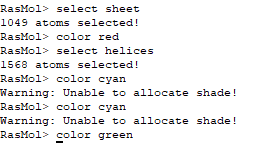 RasMol> select sheet
1049 atoms selected!
RasMol> color red
RasMol> select helices
1568 atoms selected!
RasMol> color cyan
Warning: Unable to allocate shade!
RasMol> color cyan
Warning: Unable to allocate shade!
RasMol> color green